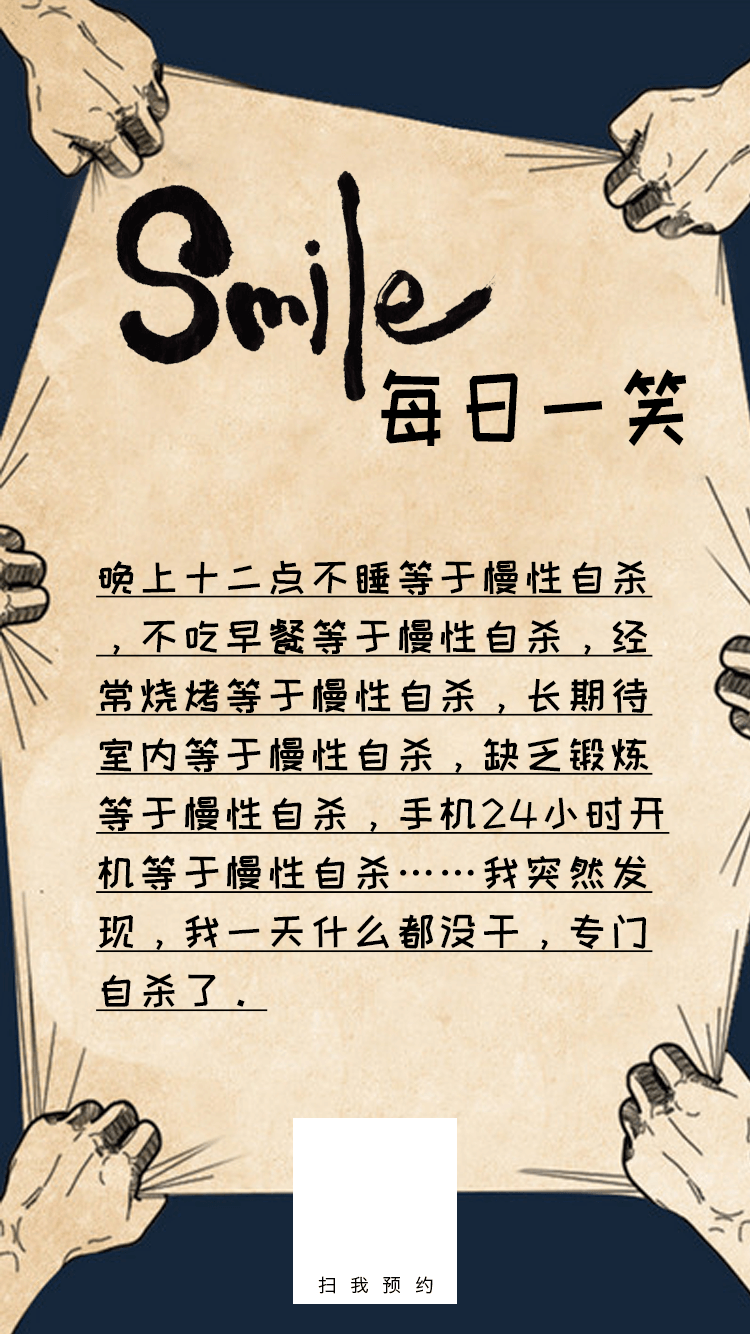 Smile
每日一笑
晚上十二点不睡等于慢性自杀
，不吃早餐等于慢性自杀，经
常烧烤等于慢性自杀，长期待
室内等于慢性自杀，缺乏锻炼
等于慢性自杀，手机24小时开
机等于慢性自杀……我突然发
现，我一天什么都没干，专门
自杀了．
扫我预约